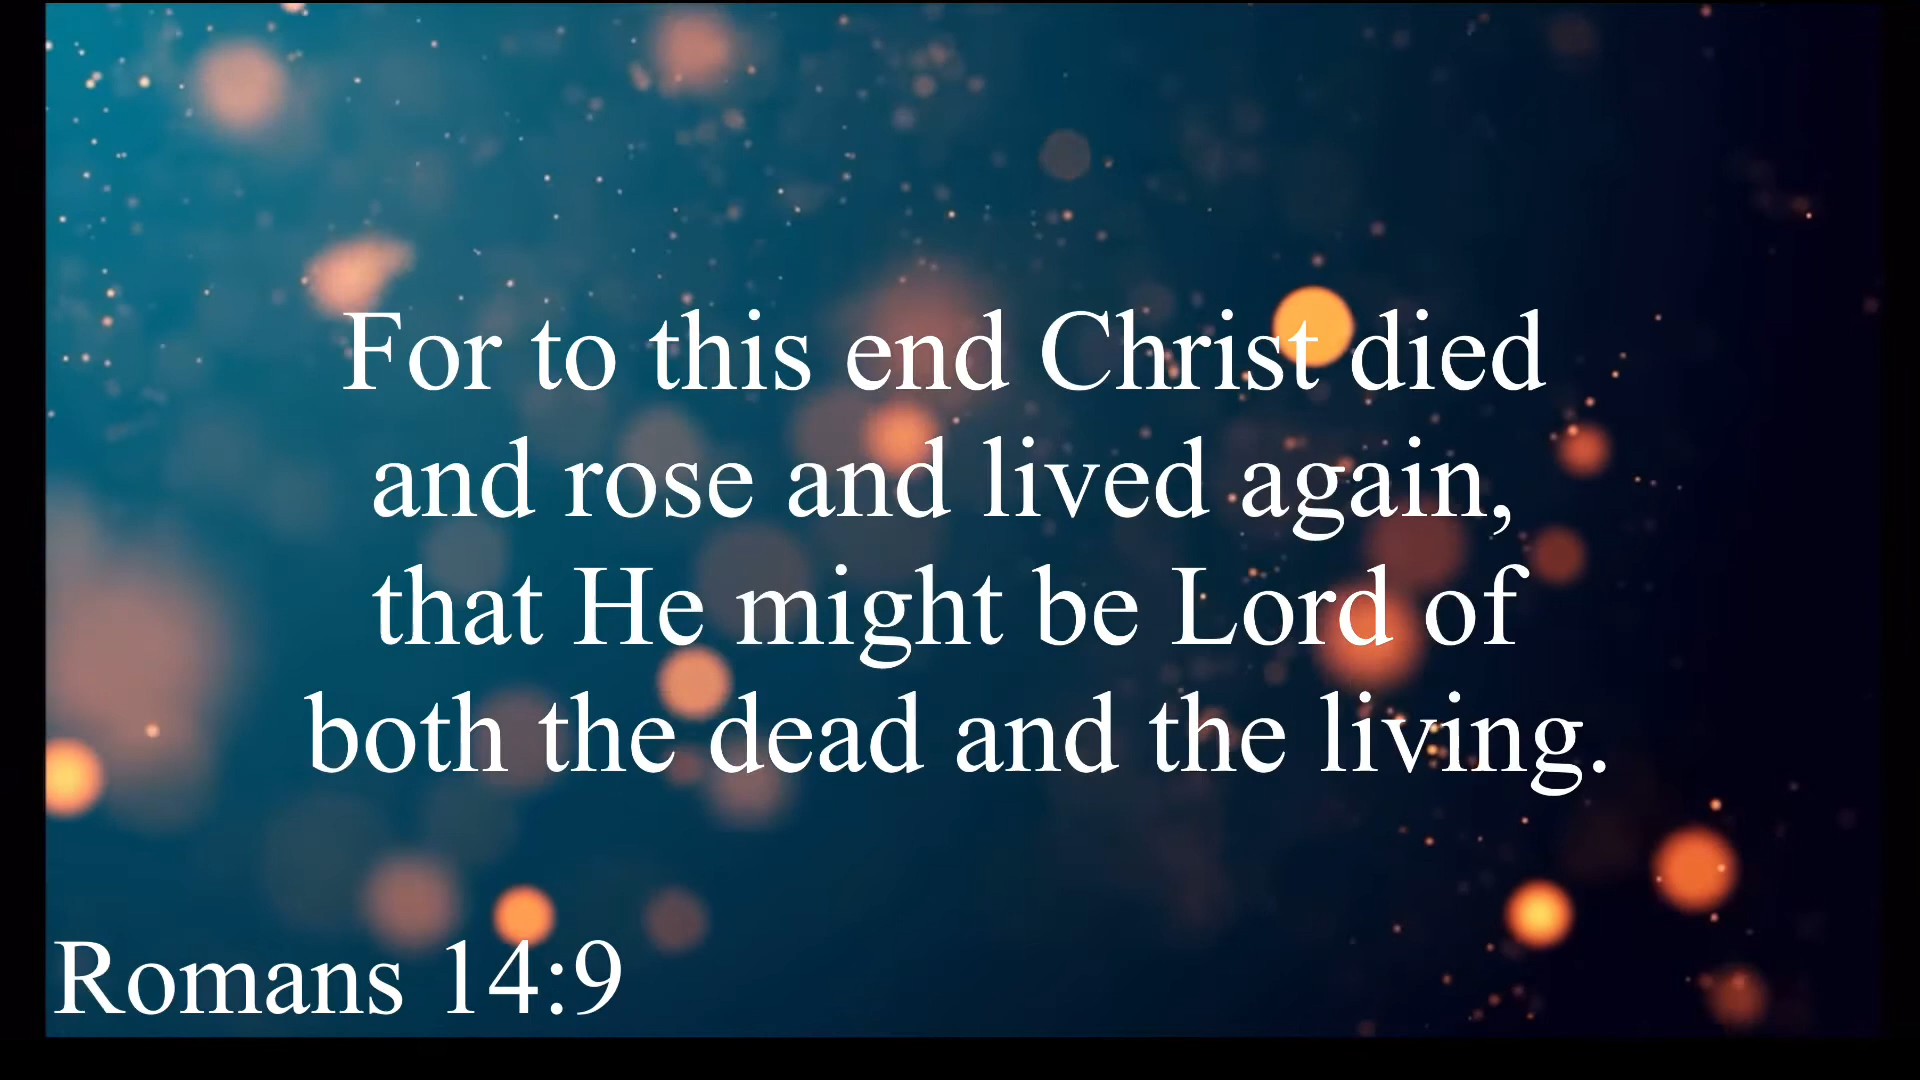 For to this end Christ died
and rose and lived again,
that He might be Lord of
both the dead and the living.
Romans 14:9